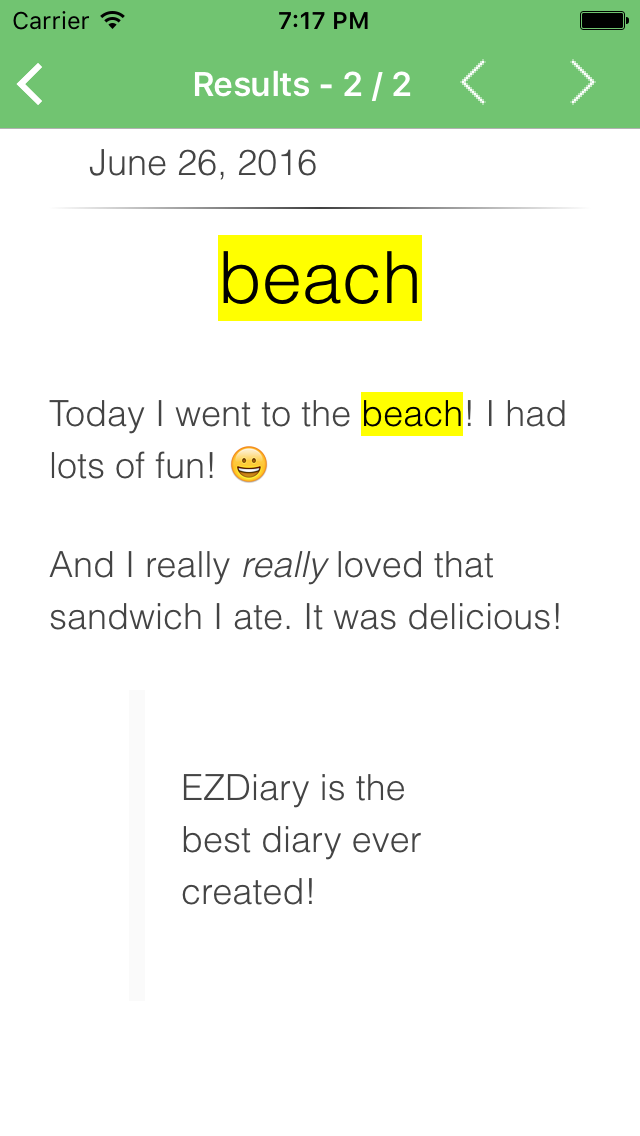 Carrier 7:17 PM
Results - 2 / 2
June 26, 2016
beach
Today I went to the beach! I had
lots of fun! 😀
And I really really loved that
sandwich I ate. It was delicious!
EZDiary is the
best diary ever
created!